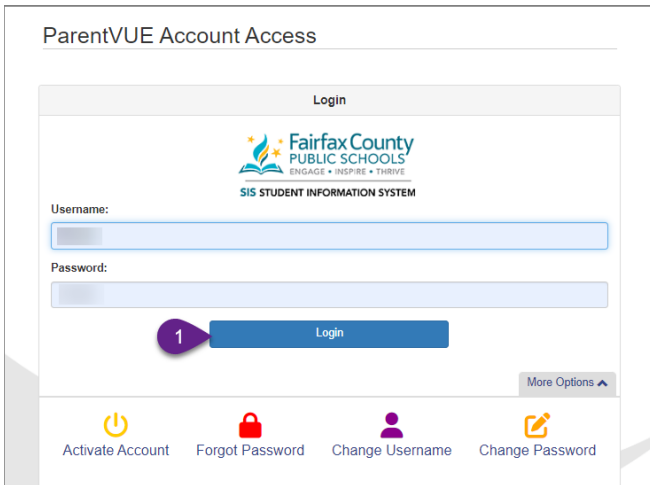 ParentVUE Account Access
Login
Fairfax County
PUBLIC SCHOOLS
ENGAGE • INSPIRE • THRIVE
SIS STUDENT INFORMATION SYSTEM
Username:
Password:
1
Login
More Options
Activate Account Forgot Password Change Username Change Password